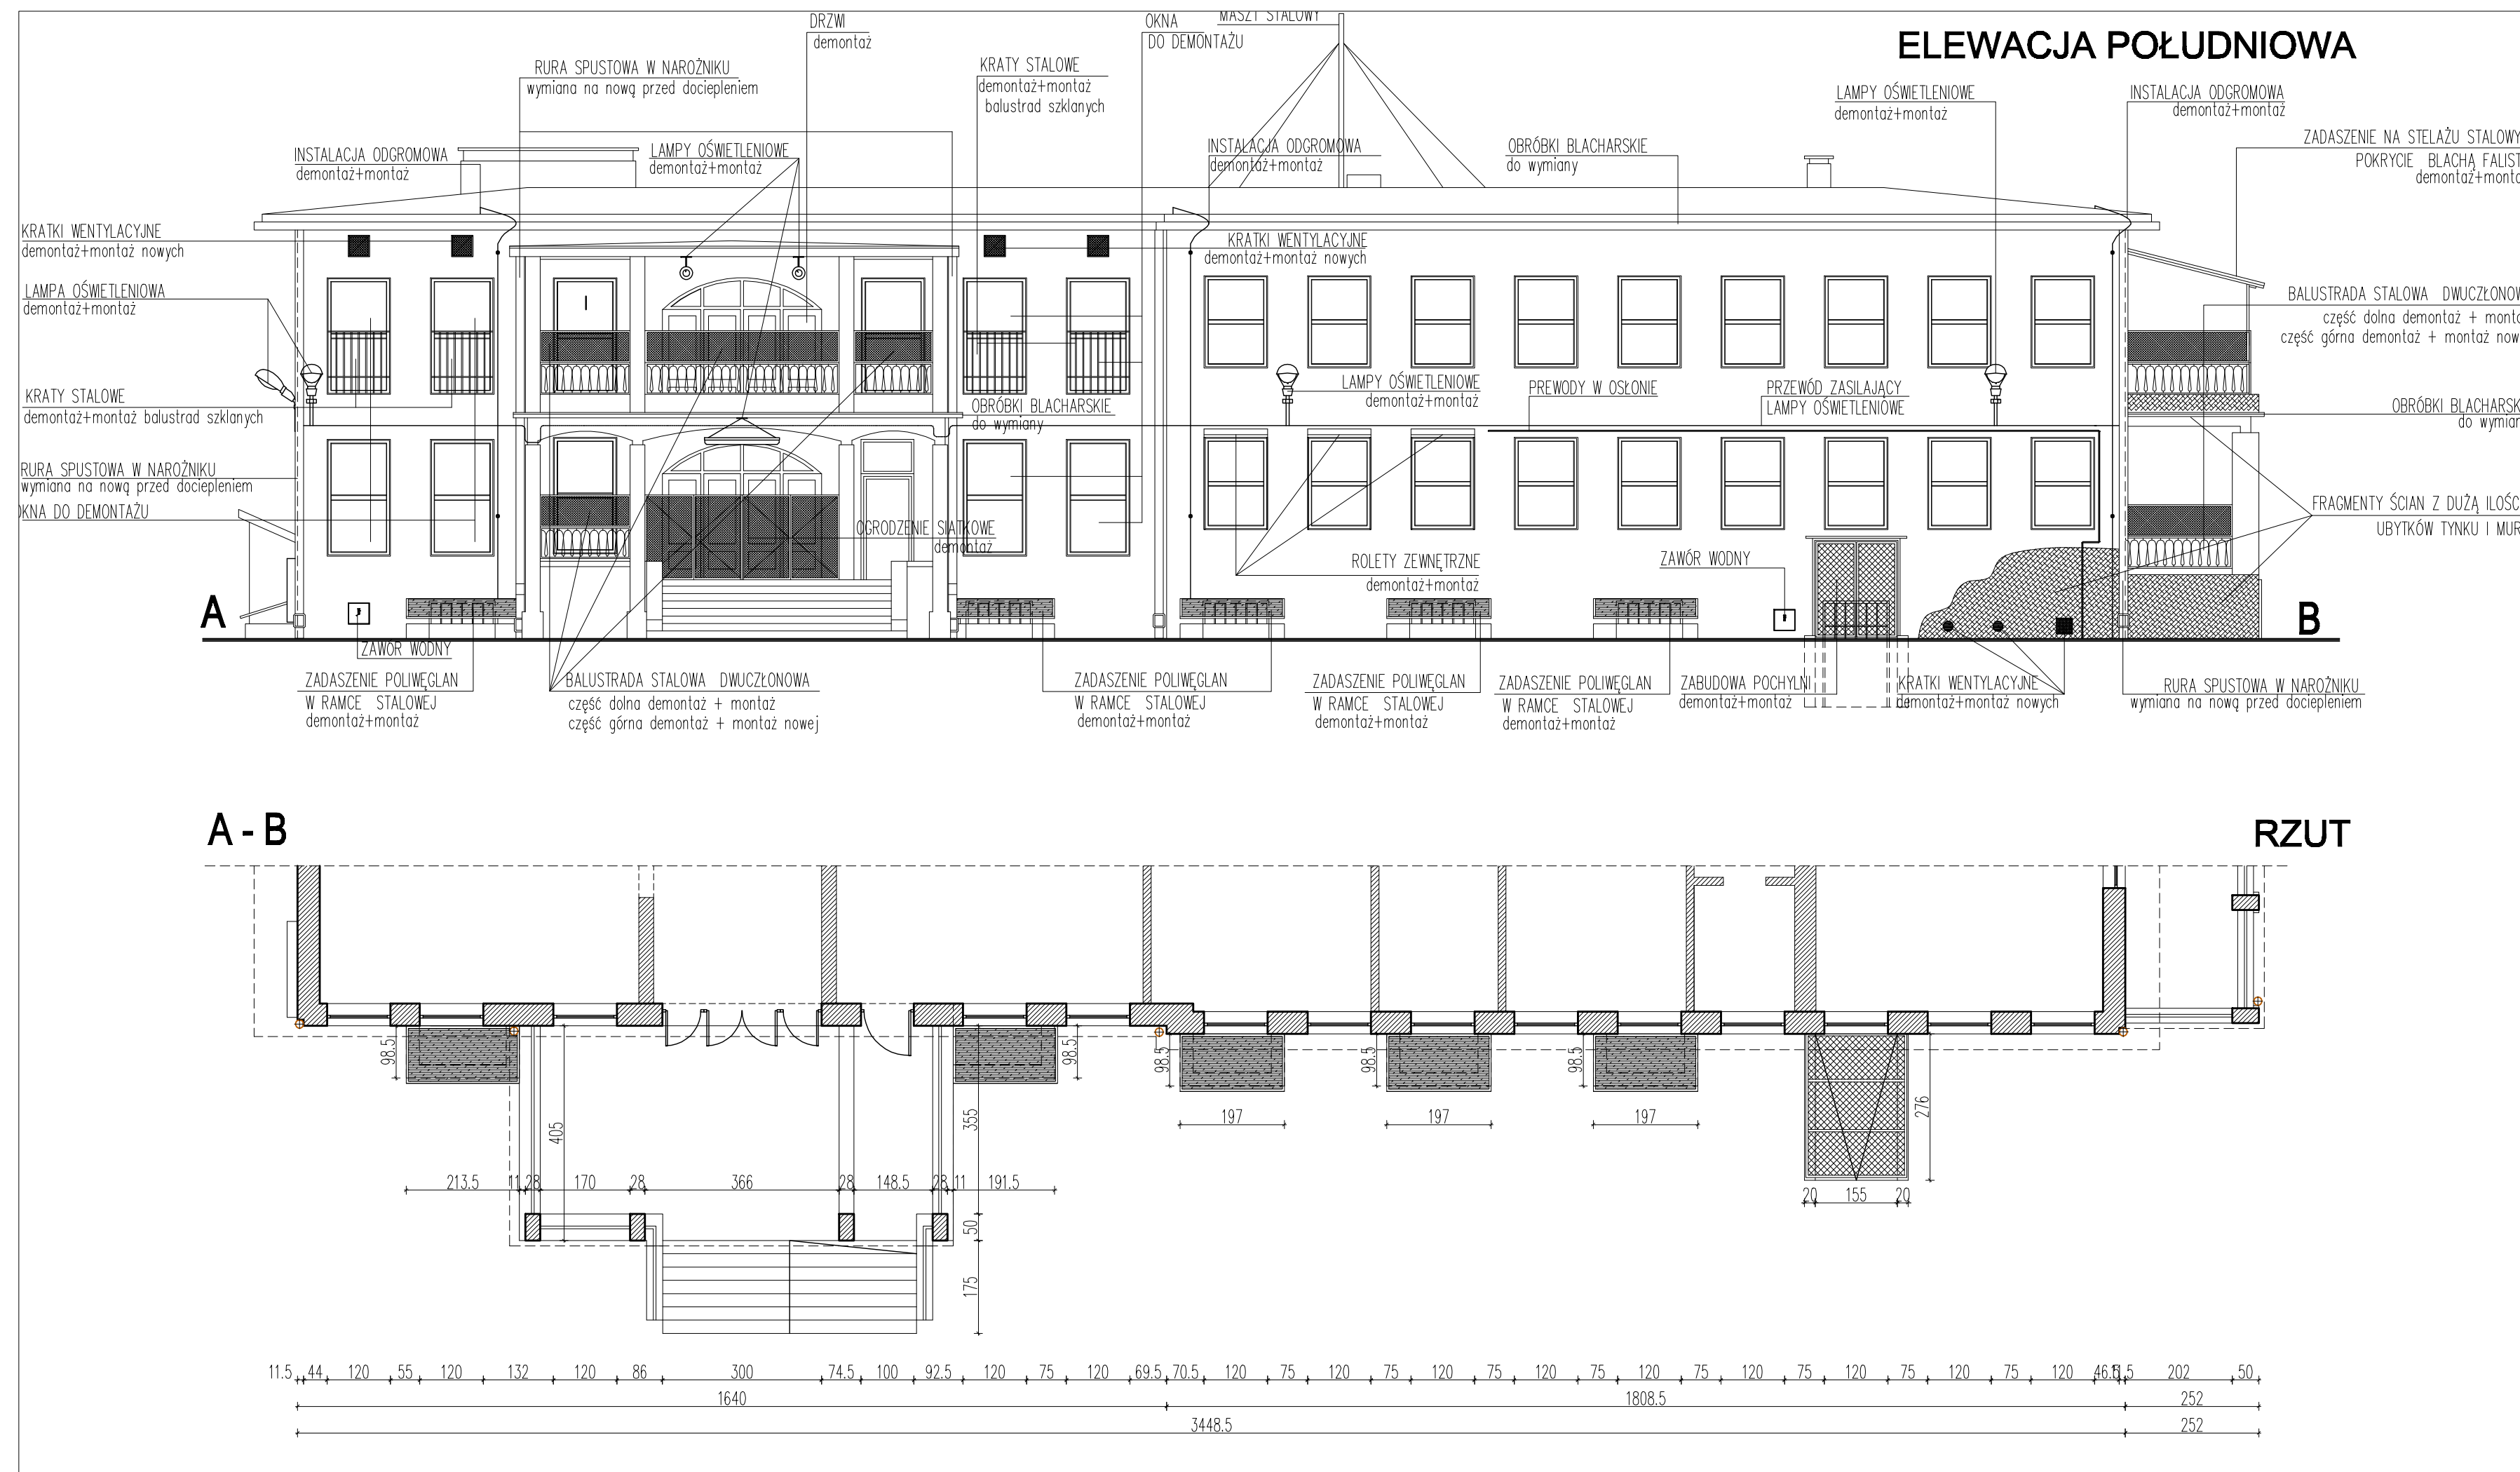 DRZWI
demontaż
OKNA
DO DEMONTAŻU
MASZT STALOWY
ELEWACJA POŁUDNIOWA
RURA SPUSTOWA W NAROŻNIKU
wymiana na nową przed dociepleniem
KRATY STALOWE
demontaż+montaż
balustrad szklanych
LAMPY OŚWIETLENIOWE
demontaż+montaż
INSTALACJA ODGROMOWA
demontaż+montaż
INSTALACJA ODGROMOWA
demontaż+montaż
LAMPY OŚWIETLENIOWE
demontaż+montaż
INSTALACJA ODGROMOWA
demontaż+montaż
OBRÓBKI BLACHARSKIE
do wymiany
ZADASZENIE NA STELAŻU STALOWY
POKRYCIE BLACHĄ FALIST
demontaż+monta
KRATKI WENTYLACYJNE
demontaż+montaż nowych
KRATKI WENTYLACYJNE
demontaż+montaż nowych
LAMPA OŚWIETLENIOWA
demontaż+montaż
BALUSTRADA STALOWA DWUCZŁONOW
część dolna demontaż + monta
część górna demontaż + montaż now
KRATY STALOWE
demontaż+montaż balustrad szklanych
OBRÓBKI BLACHARSKIE
do wymiany
LAMPY OŚWIETLENIOWE
demontaż+montaż
PREWODY W OSŁONIE
PRZEWÓD ZASILAJĄCY
LAMPY OŚWIETLENIOWE
OBRÓBKI BLACHARSK
do wymian
RURA SPUSTOWA W NAROŻNIKU
wymiana na nową przed dociepleniem
OKNA DO DEMONTAŻU
OGRODZENIE SIATKOWE
demontaż
ROLETY ZEWNĘTRZNE
demontaż+montaż
ZAWÓR WODNY
FRAGMENTY ŚCIAN Z DUŻĄ ILOŚC
UBYTKÓW TYNKU I MUR
A
B
ZAWÓR WODNY
ZADASZENIE POLIWĘGLAN
W RAMCE STALOWEJ
demontaż+montaż
BALUSTRADA STALOWA DWUCZŁONOWA
część dolna demontaż + montaż
część górna demontaż + montaż nowej
ZADASZENIE POLIWĘGLAN
W RAMCE STALOWEJ
demontaż+montaż
ZADASZENIE POLIWĘGLAN
W RAMCE STALOWEJ
demontaż+montaż
ZADASZENIE POLIWĘGLAN
W RAMCE STALOWEJ
demontaż+montaż
ZABUDOWA POCHYLNI
demontaż+montaż
KRATKI WENTYLACYJNE
demontaż+montaż nowych
RURA SPUSTOWA W NAROŻNIKU
wymiana na nową przed dociepleniem
A - B
RZUT
98.5
98.5
98.5
98.5
98.5
405
355
197
197
197
276
213.5 11 28 170 28 366 28 148.5 28 11 191.5
20 155 20
50
175
11.5 44 120 55 120 132 120 86 300 74.5 100 92.5 120 75 120 69.5 70.5 120 75 120 75 120 75 120 75 120 75 120 75 120 75 120 75 120 46.5 11.5 202 50
1640 1808.5 252
3448.5 252